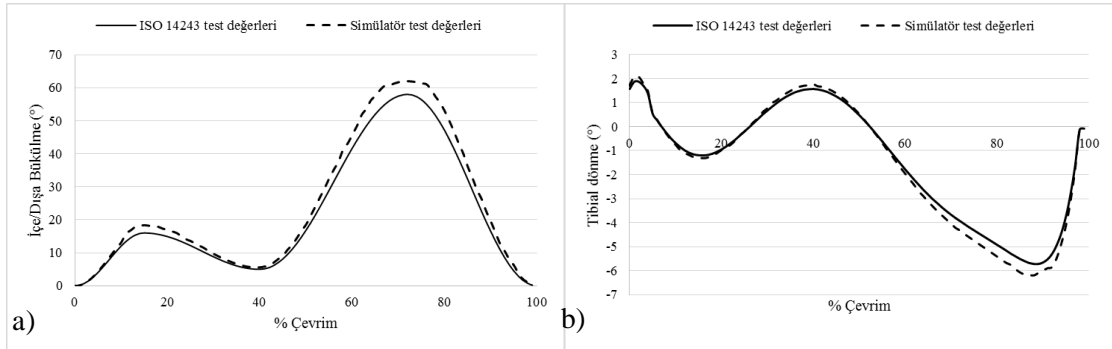 ISO 14243 test değerleri
Simülatör test değerleri
70
60
50
40
30
20
10
0
İçe/Dışa Bükülme (°)
0 20 40 60 80 100
% Çevrim
a)
ISO 14243 test değerleri
Simülatör test değerleri
3
2
1
0
-1
-2
-3
-4
-5
-6
-7
Tibial dönme (°)
0 20 40 60 80 100
% Çevrim
b)